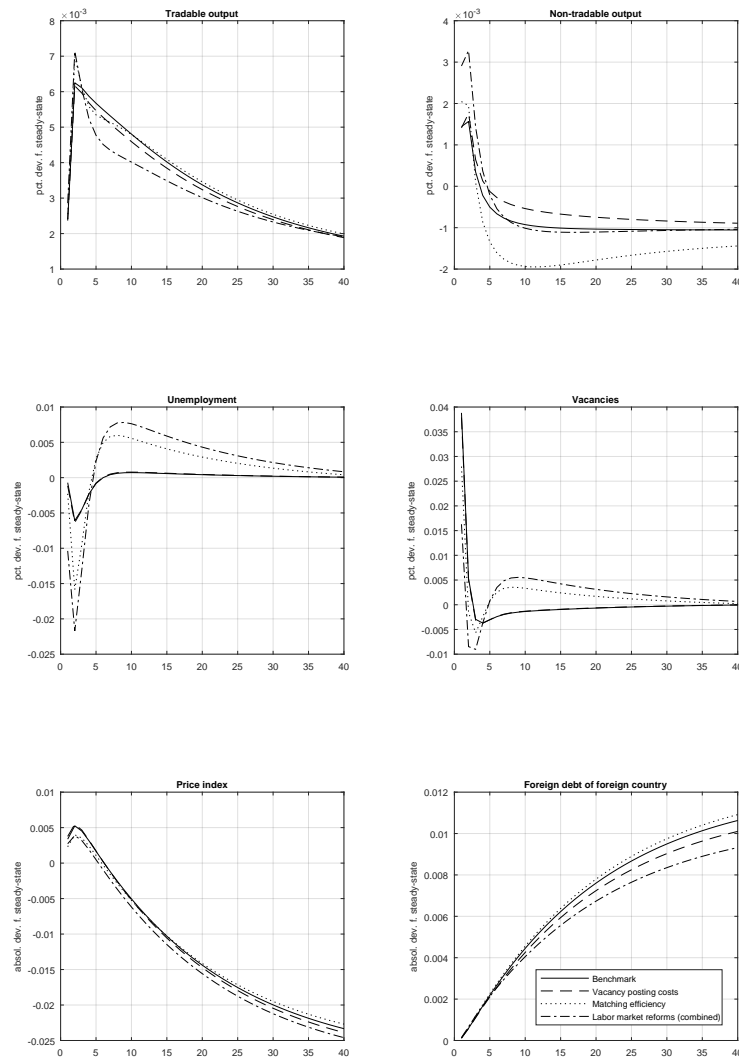 Tradable output
×10⁻³
8
7
6
5
4
3
2
1
pct. dev. f. steady-state
0 5 10 15 20 25 30 35 40
Non-tradable output
×10⁻³
4
3
2
1
0
-1
-2
pct. dev. f. steady-state
0 5 10 15 20 25 30 35 40
Unemployment
0.01
0.005
0
-0.005
-0.01
-0.015
-0.02
-0.025
pct. dev. f. steady-state
0 5 10 15 20 25 30 35 40
Vacancies
0.04
0.035
0.03
0.025
0.02
0.015
0.01
0.005
0
-0.005
-0.01
pct. dev. f. steady-state
0 5 10 15 20 25 30 35 40
Price index
0.01
0.005
0
-0.005
-0.01
-0.015
-0.02
-0.025
absol. dev. f. steady-state
0 5 10 15 20 25 30 35 40
Foreign debt of foreign country
0.012
0.01
0.008
0.006
0.004
0.002
0
absol. dev. f. steady-state
0 5 10 15 20 25 30 35 40
Benchmark
Vacancy posting costs
Matching efficiency
Labor market reforms (combined)